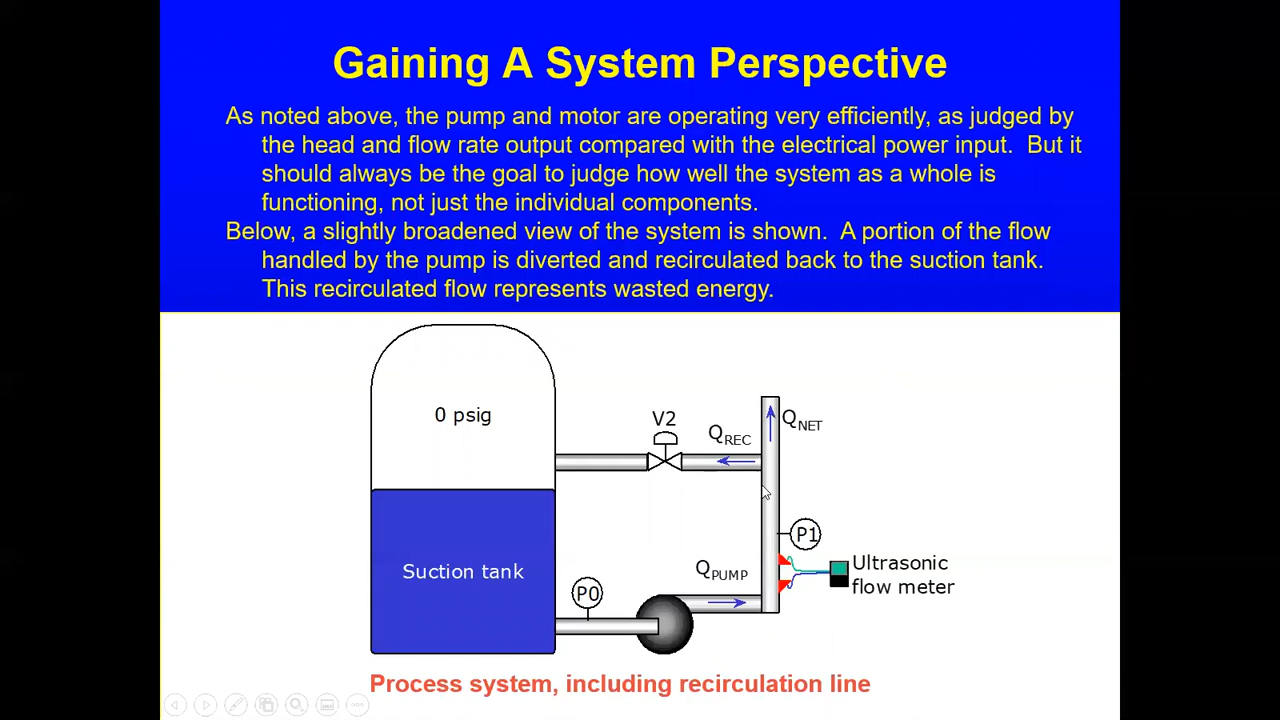 Gaining A System Perspective
As noted above, the pump and motor are operating very efficiently, as judged by
the head and flow rate output compared with the electrical power input.  But it
should always be the goal to judge how well the system as a whole is
functioning, not just the individual components.
Below, a slightly broadened view of the system is shown.  A portion of the flow
handled by the pump is diverted and recirculated back to the suction tank.
This recirculated flow represents wasted energy.
0 psig
V2
QREC
QNET
P1
Ultrasonic
flow meter
QPUMP
Suction tank
P0
Process system, including recirculation line